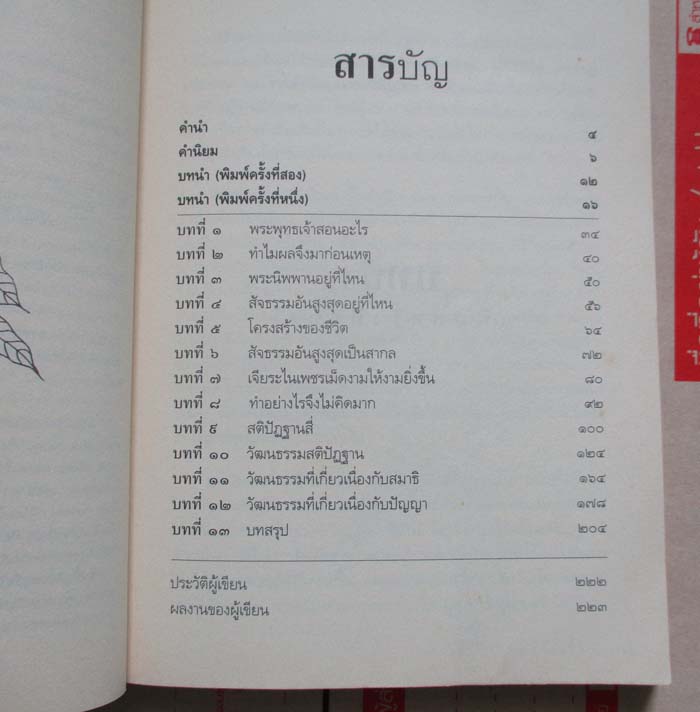 สารบัญ
คำนำ ๔
คำนิยม ๖
บทนำ (พิมพ์ครั้งที่สอง) ๑๒
บทนำ (พิมพ์ครั้งที่หนึ่ง) ๑๖
บทที่ ๑ พระพุทธเจ้าสอนอะไร ๓๔
บทที่ ๒ ทำไมผลจึงมาก่อนเหตุ ๔๐
บทที่ ๓ พระนิพพานอยู่ที่ไหน ๕๐
บทที่ ๔ สัจธรรมอันสูงสุดอยู่ที่ไหน ๕๖
บทที่ ๕ โครงสร้างของชีวิต ๖๔
บทที่ ๖ สัจธรรมอันสูงสุดเป็นสากล ๗๒
บทที่ ๗ เจียระไนเพชรเม็ดงามให้งามยิ่งขึ้น ๘๐
บทที่ ๘ ทำอย่างไรจึงไม่คิดมาก ๙๒
บทที่ ๙ สติปัฏฐานสี่ ๑๐๐
บทที่ ๑๐ วัฒนธรรมสติปัฏฐาน ๑๒๔
บทที่ ๑๑ วัฒนธรรมที่เกี่ยวเนื่องกับสมาธิ ๑๖๔
บทที่ ๑๒ วัฒนธรรมที่เกี่ยวเนื่องกับปัญญา ๑๗๘
บทที่ ๑๓ บทสรุป ๒๐๔
ประวัติผู้เขียน ๒๒๒
ผลงานของผู้เขียน ๒๒๓